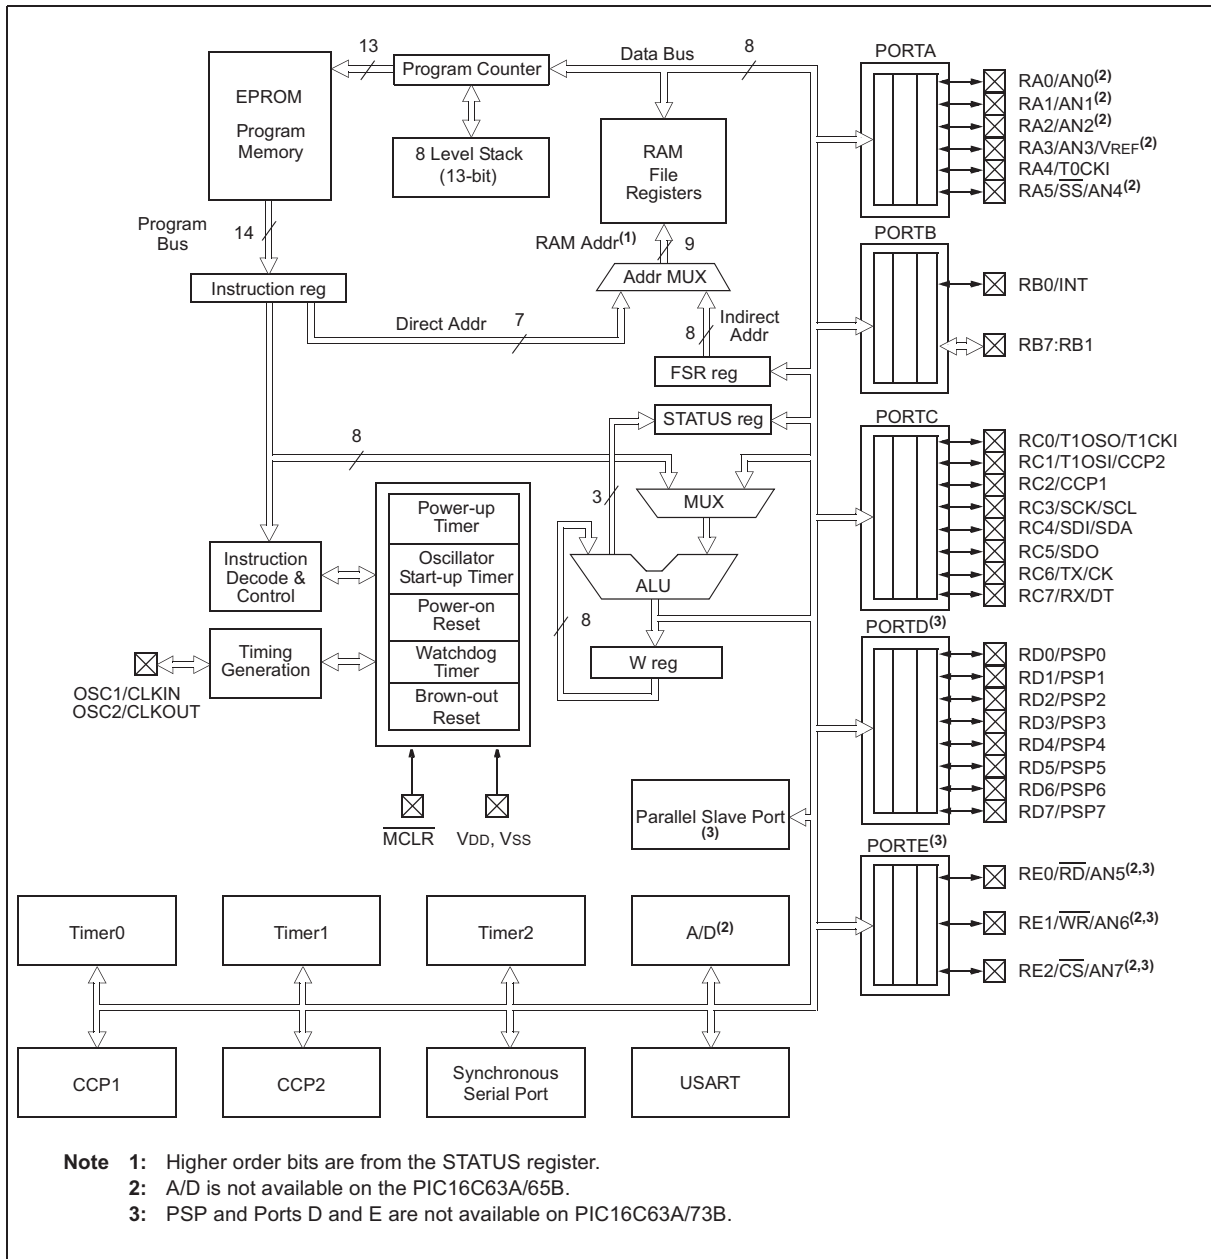 13
Data Bus
8
PORTA
EPROM
Program
Memory
Program Counter
8 Level Stack
(13-bit)
RAM
File
Registers
RA0/AN0(2)
RA1/AN1(2)
RA2/AN2(2)
RA3/AN3/VREF(2)
RA4/T0CKI
RA5/SS/AN4(2)
Program
Bus
14
RAM Addr(1)
9
PORTB
Instruction reg
Addr MUX
RB0/INT
RB7:RB1
Direct Addr
7
8
Indirect
Addr
FSR reg
STATUS reg
PORTC
8
3
MUX
RC0/T1OSO/T1CKI
RC1/T1OSI/CCP2
RC2/CCP1
RC3/SCK/SCL
RC4/SDI/SDA
RC5/SDO
RC6/TX/CK
RC7/RX/DT
Power-up
Timer
Oscillator
Start-up Timer
Power-on
Reset
Watchdog
Timer
Brown-out
Reset
Instruction
Decode &
Control
ALU
8
W reg
Timing
Generation
OSC1/CLKIN
OSC2/CLKOUT
MCLR
VDD, VSS
PORTD(3)
RD0/PSP0
RD1/PSP1
RD2/PSP2
RD3/PSP3
RD4/PSP4
RD5/PSP5
RD6/PSP6
RD7/PSP7
Parallel Slave Port
(3)
PORTE(3)
RE0/RD/AN5(2,3)
RE1/WR/AN6(2,3)
RE2/CS/AN7(2,3)
Timer0
Timer1
Timer2
A/D(2)
CCP1
CCP2
Synchronous
Serial Port
USART
Note 1: Higher order bits are from the STATUS register.
2: A/D is not available on the PIC16C63A/65B.
3: PSP and Ports D and E are not available on PIC16C63A/73B.